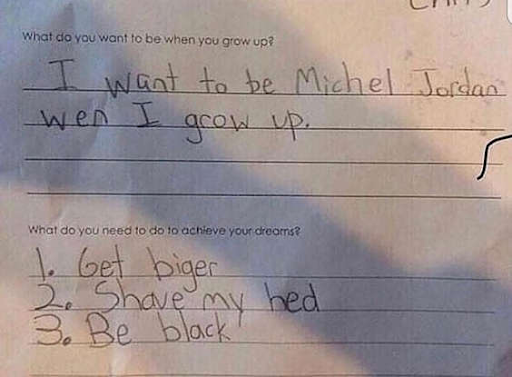 What do you want to be when you grow up?
I want to be Michel Jordan
wen I grow up.
What do you need to do to achieve your dreams?
1. Get biger
2. Shave my hed
3. Be black